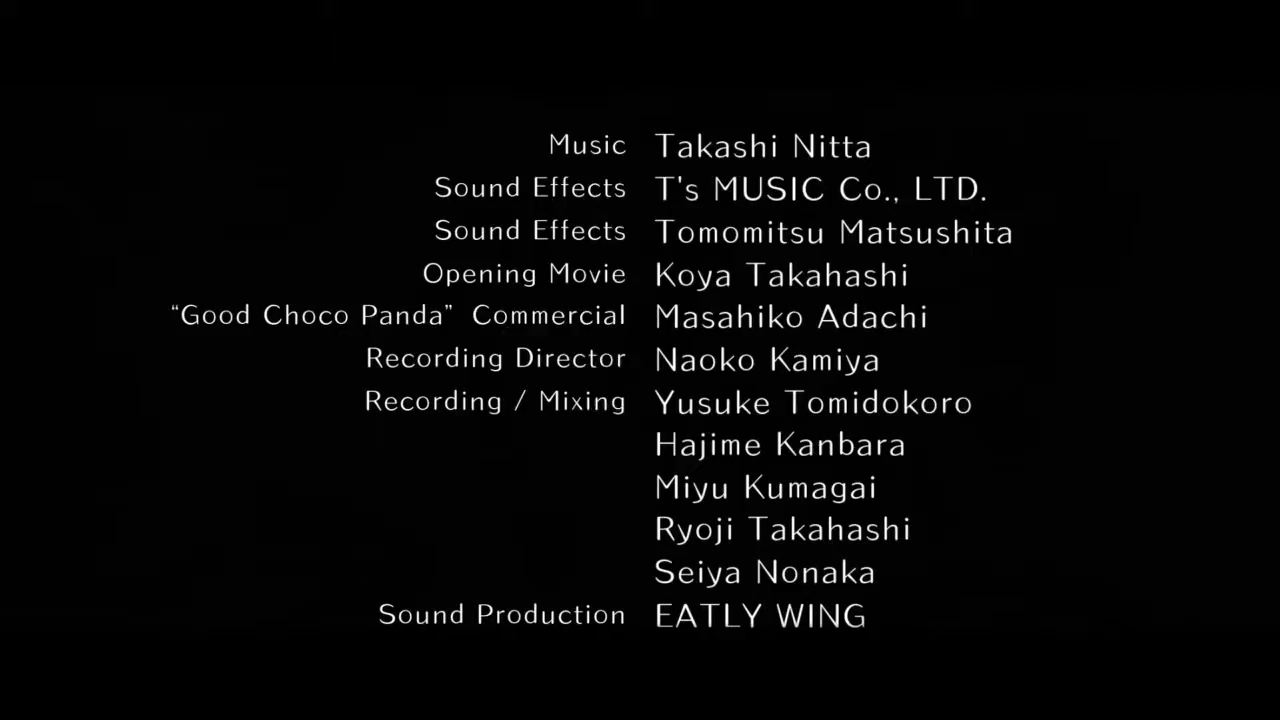 Music Takashi Nitta
Sound Effects T's MUSIC Co., LTD.
Sound Effects Tomomitsu Matsushita
Opening Movie Koya Takahashi
“Good Choco Panda” Commercial Masahiko Adachi
Recording Director Naoko Kamiya
Recording / Mixing Yusuke Tomidokoro
Hajime Kanbara
Miyu Kumagai
Ryoji Takahashi
Seiya Nonaka
Sound Production EATLY WING